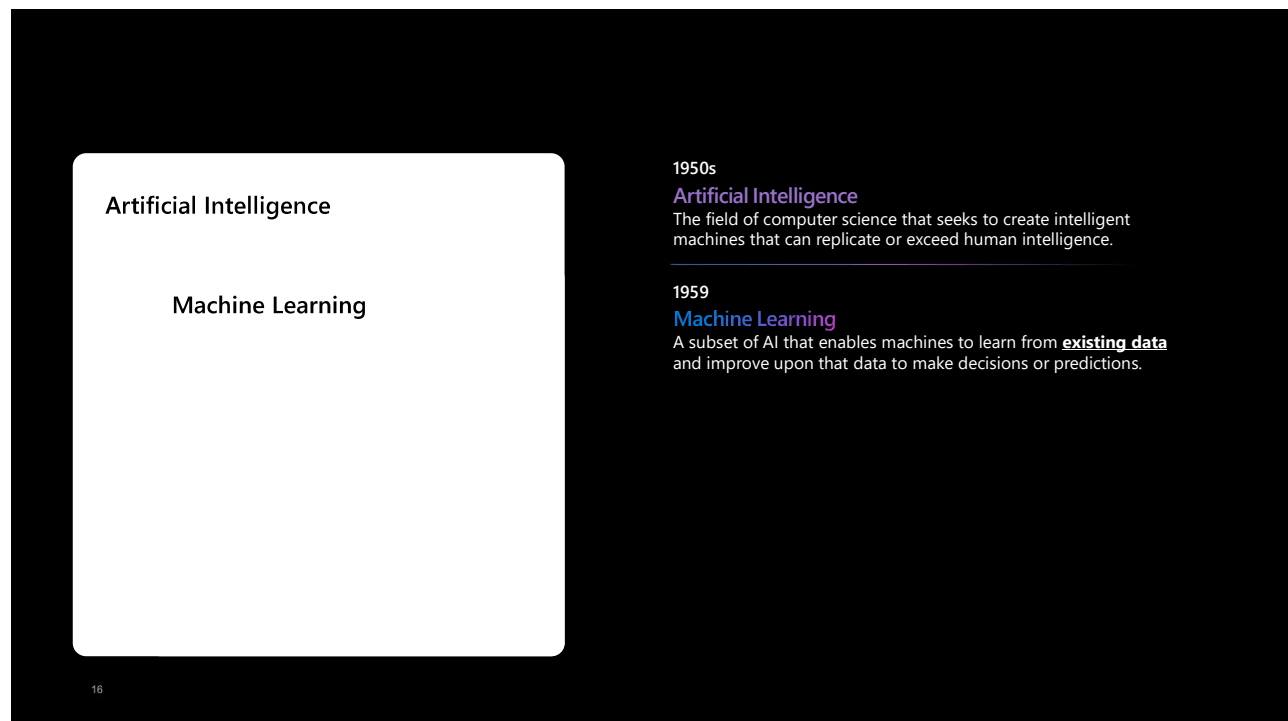 Artificial Intelligence
Machine Learning
1950s
Artificial Intelligence
The field of computer science that seeks to create intelligent
machines that can replicate or exceed human intelligence.
1959
Machine Learning
A subset of AI that enables machines to learn from existing data
and improve upon that data to make decisions or predictions.
16